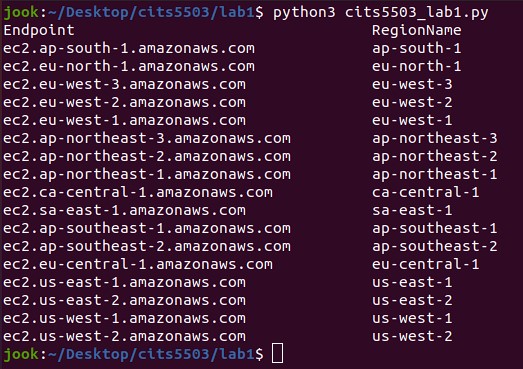 jook:~/Desktop/cits5503/lab1$ python3 cits5503_lab1.py
Endpoint RegionName
ec2.ap-south-1.amazonaws.com ap-south-1
ec2.eu-north-1.amazonaws.com eu-north-1
ec2.eu-west-3.amazonaws.com eu-west-3
ec2.eu-west-2.amazonaws.com eu-west-2
ec2.eu-west-1.amazonaws.com eu-west-1
ec2.ap-northeast-3.amazonaws.com ap-northeast-3
ec2.ap-northeast-2.amazonaws.com ap-northeast-2
ec2.ap-northeast-1.amazonaws.com ap-northeast-1
ec2.ca-central-1.amazonaws.com ca-central-1
ec2.sa-east-1.amazonaws.com sa-east-1
ec2.ap-southeast-1.amazonaws.com ap-southeast-1
ec2.ap-southeast-2.amazonaws.com ap-southeast-2
ec2.eu-central-1.amazonaws.com eu-central-1
ec2.us-east-1.amazonaws.com us-east-1
ec2.us-east-2.amazonaws.com us-east-2
ec2.us-west-1.amazonaws.com us-west-1
ec2.us-west-2.amazonaws.com us-west-2
jook:~/Desktop/cits5503/lab1$